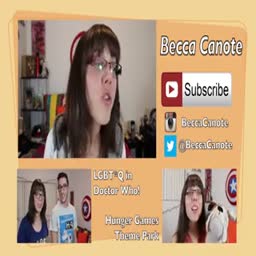 Becca Canote
Subscribe
BeccaCanote
@BeccaCanote
LGBT+Q in
Doctor Who!
Hunger Games
Theme Park